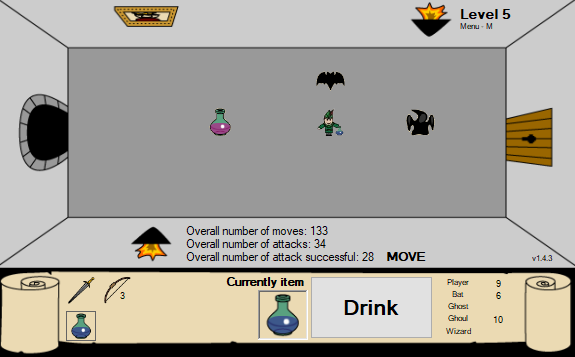 Level 5
Menu - M
Overall number of moves: 133
Overall number of attacks: 34
Overall number of attack successful: 28 MOVE
v1.4.3
Currently item
3
Drink
Player 9
Bat 6
Ghost
Ghoul 10
Wizard